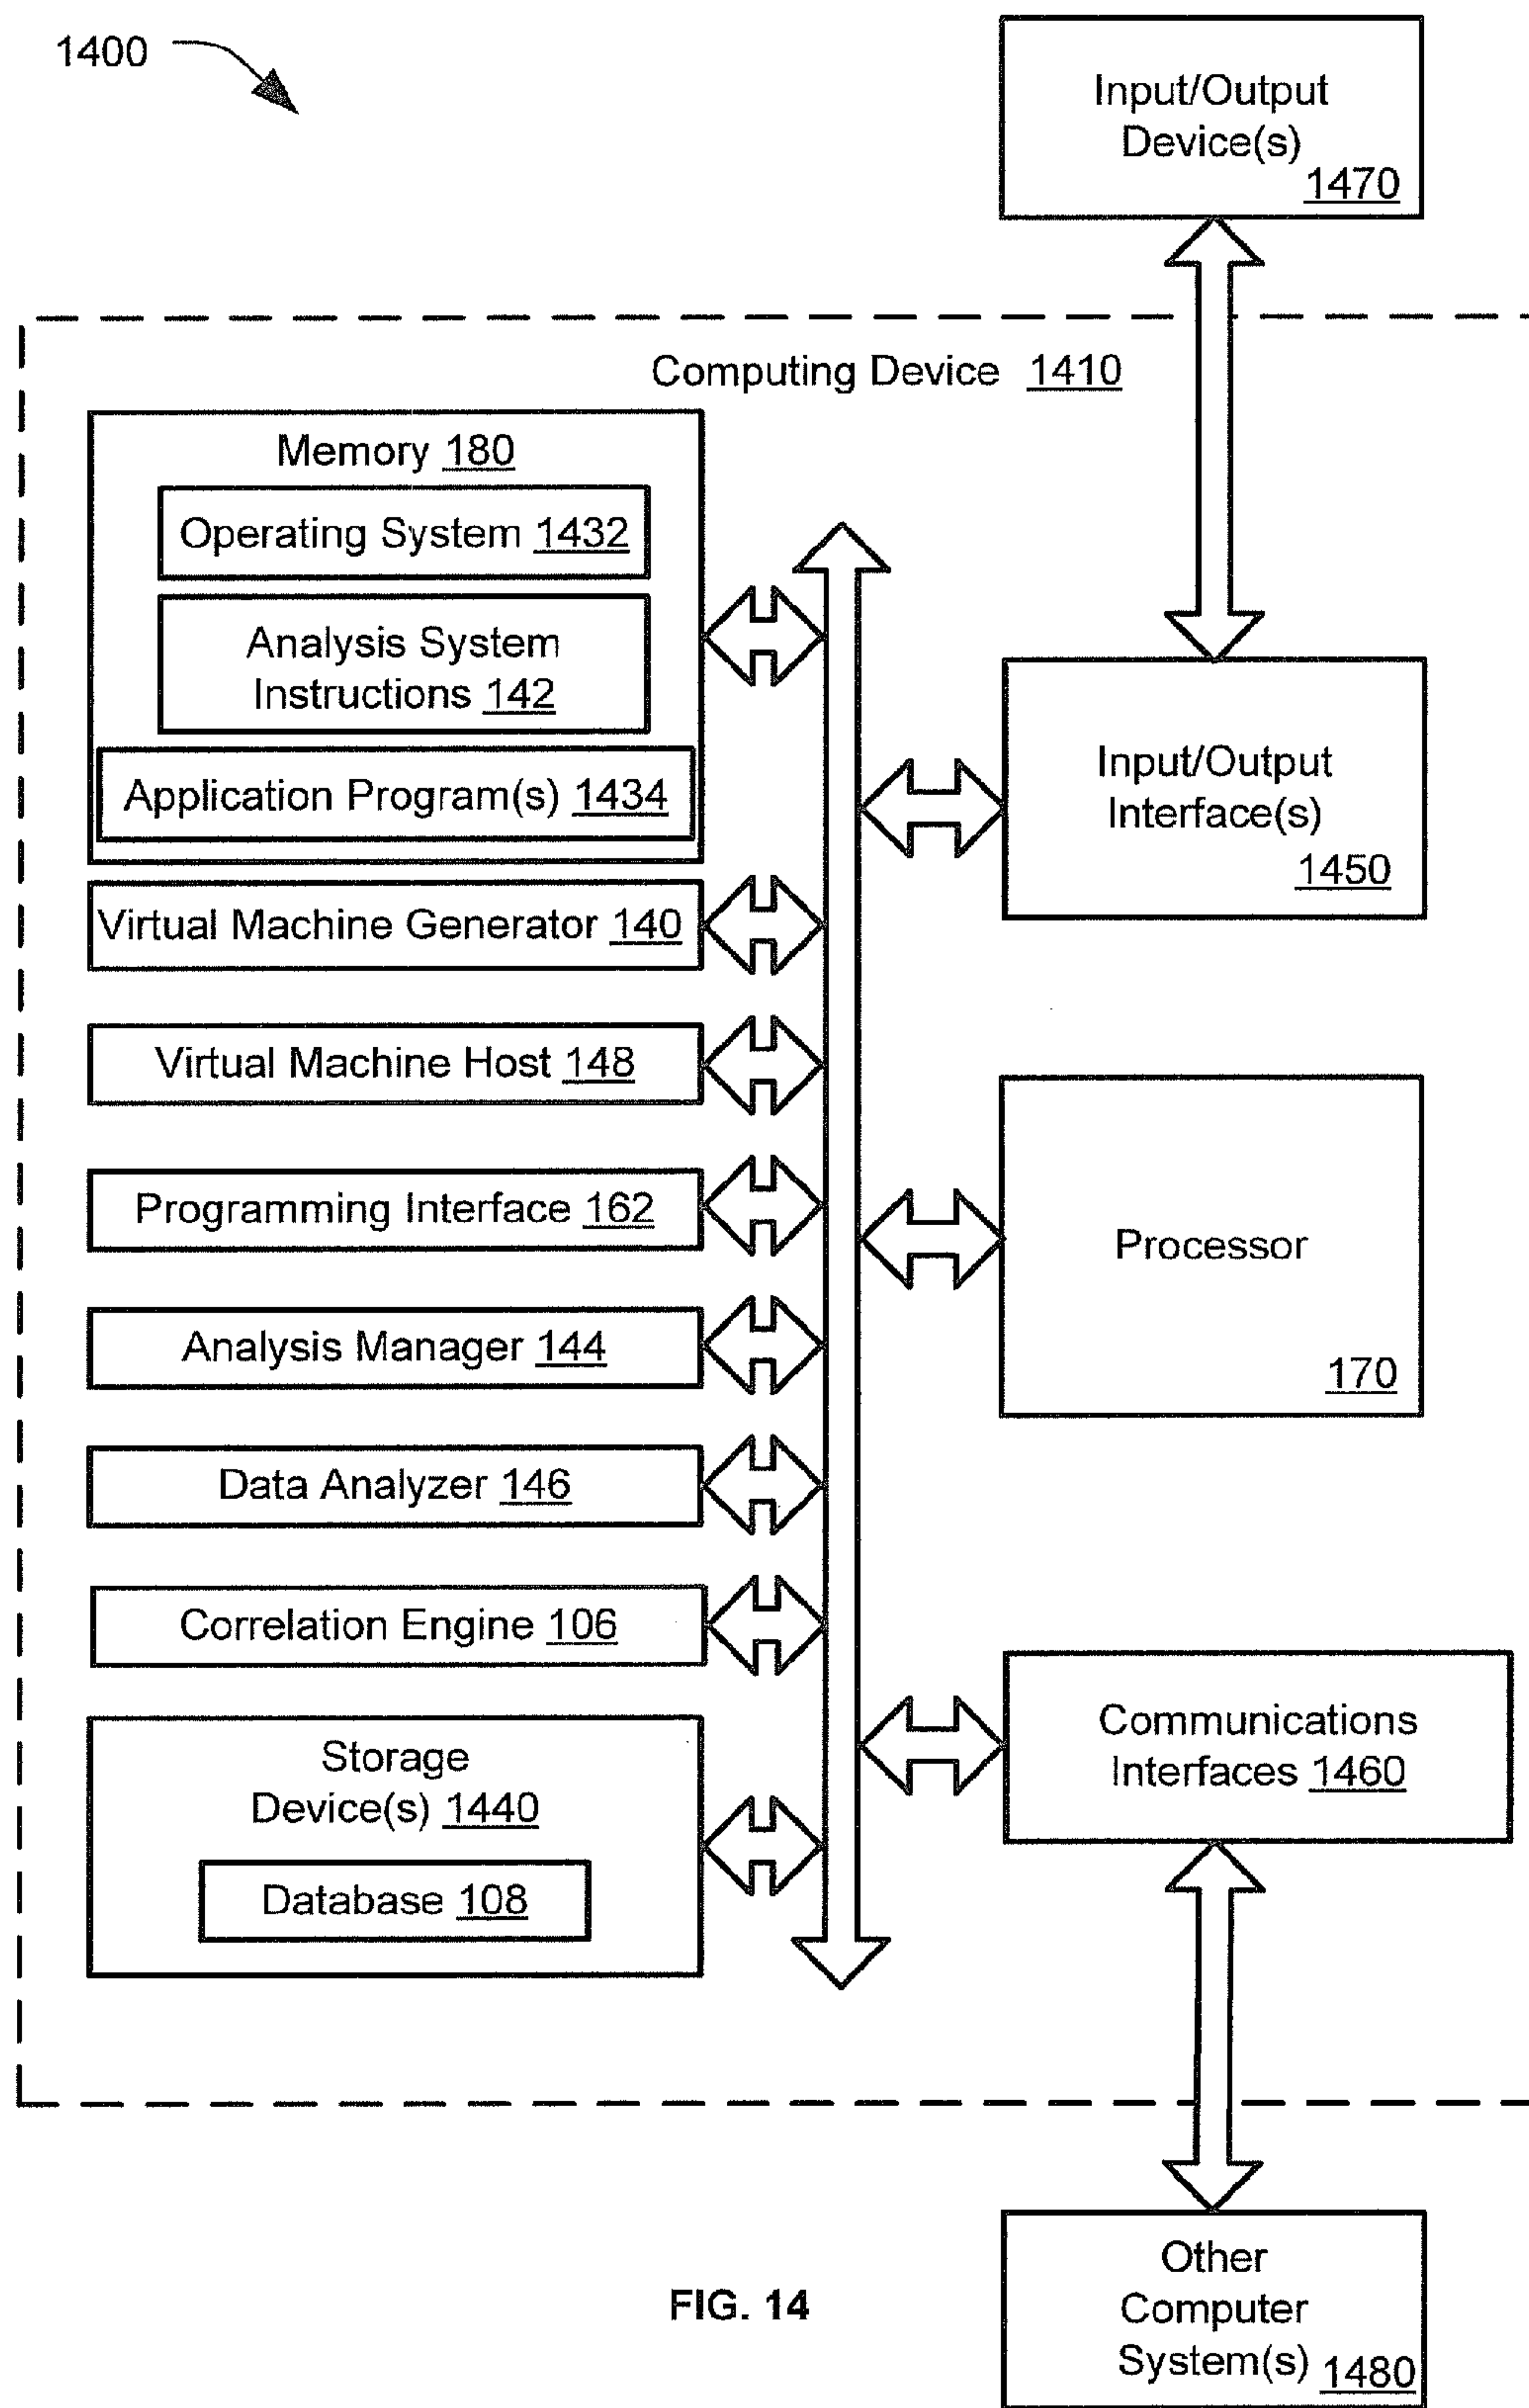 1400
Input/Output
Device(s)
1470
Computing Device 1410
Memory 180
Operating System 1432
Analysis System
Instructions 142
Application Program(s) 1434
Input/Output
Interface(s)
1450
Virtual Machine Generator 140
Virtual Machine Host 148
Programming Interface 162
Processor
170
Analysis Manager 144
Data Analyzer 146
Correlation Engine 106
Communications
Interfaces 1460
Storage
Device(s) 1440
Database 108
Other
Computer
System(s) 1480
FIG. 14